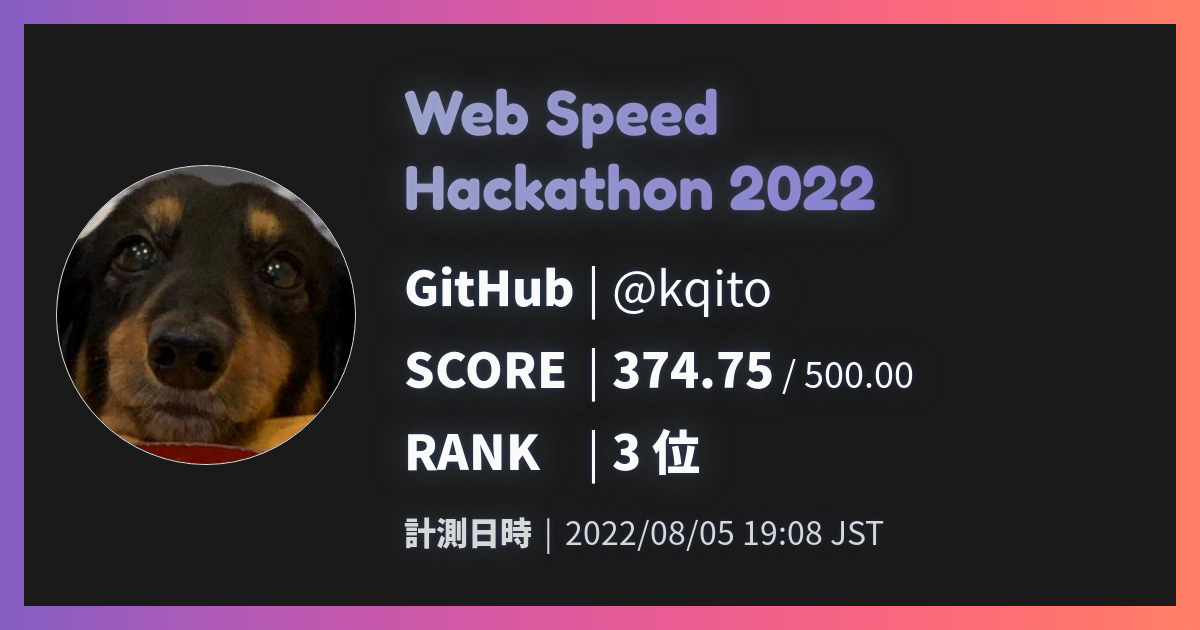 Web Speed
Hackathon 2022
GitHub | @kqito
SCORE | 374.75 / 500.00
RANK | 3 位
計測日時 | 2022/08/05 19:08 JST